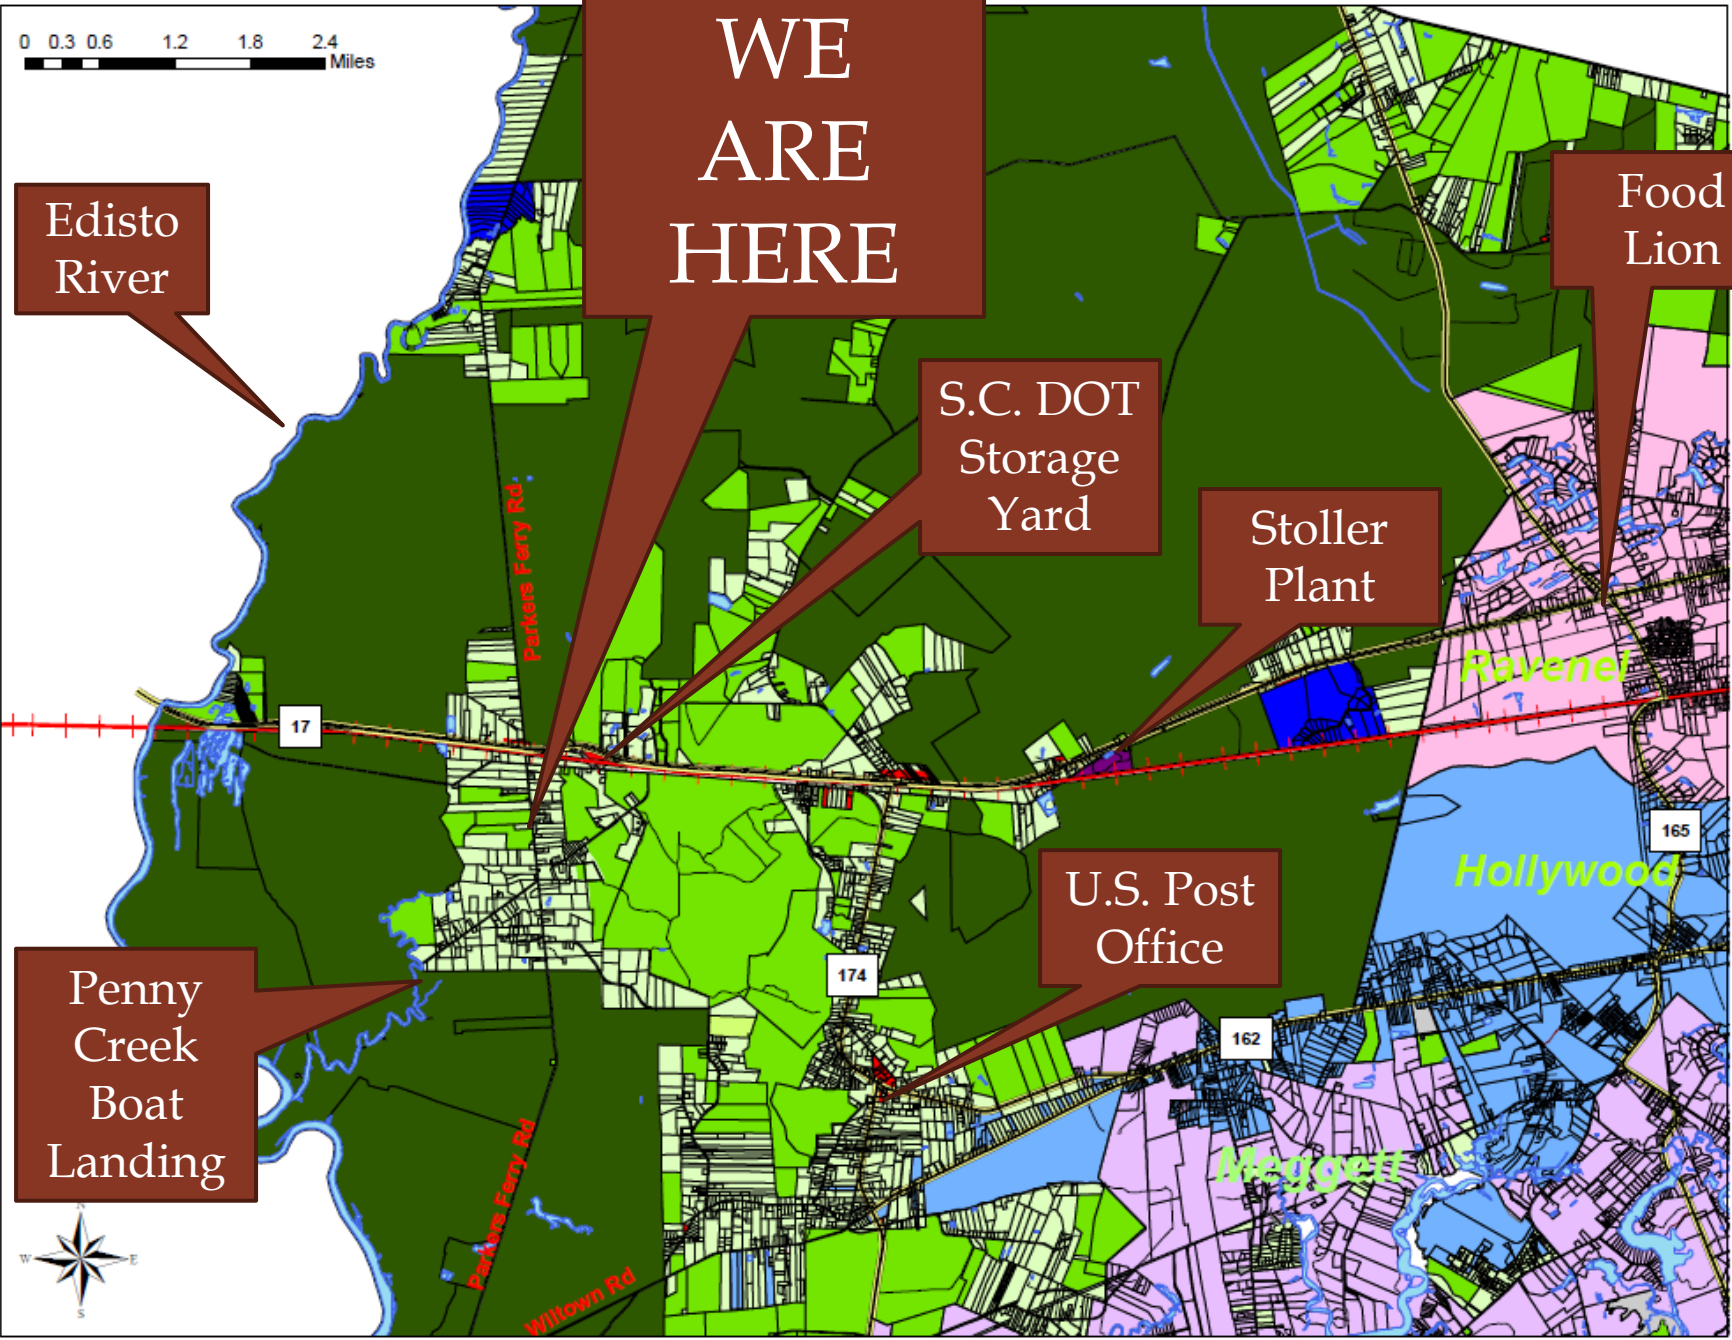 0 0.3 0.6 1.2 1.8 2.4
Miles
WE
ARE
HERE
Food
Lion
Edisto
River
S.C. DOT
Storage
Yard
Stoller
Plant
Parkers Ferry Rd
Ravenel
17
165
Hollywood
U.S. Post
Office
174
Penny
Creek
Boat
Landing
162
Meggett
Parkers Ferry Rd
Wiltown Rd
N
W E
S